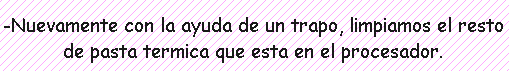 -Nuevamente con la ayuda de un trapo, limpiamos el resto
de pasta termica que esta en el procesador.